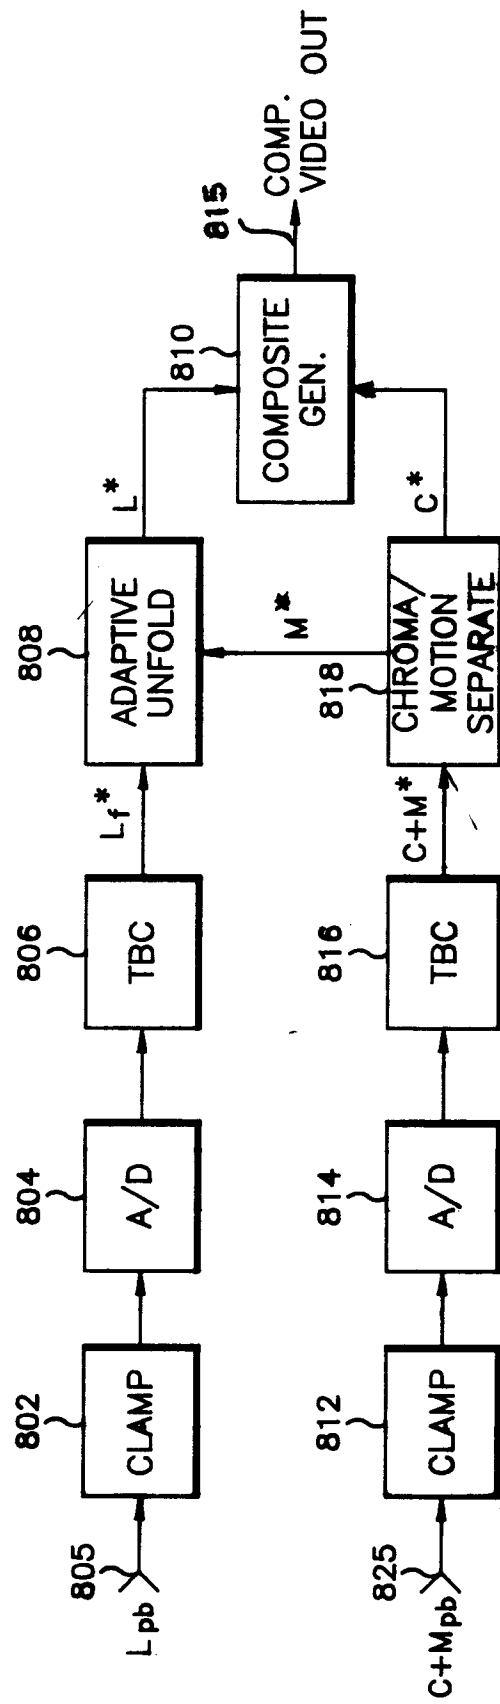 805
Lpb
802
CLAMP
804
A/D
806
TBC
Lf*
808
ADAPTIVE
UNFOLD
L*
M*
810
COMPOSITE
GEN.
815
COMP.
VIDEO OUT
825
C+Mpb
812
CLAMP
814
A/D
816
TBC
C+M*
818
CHROMA/
MOTION
SEPARATE
C*